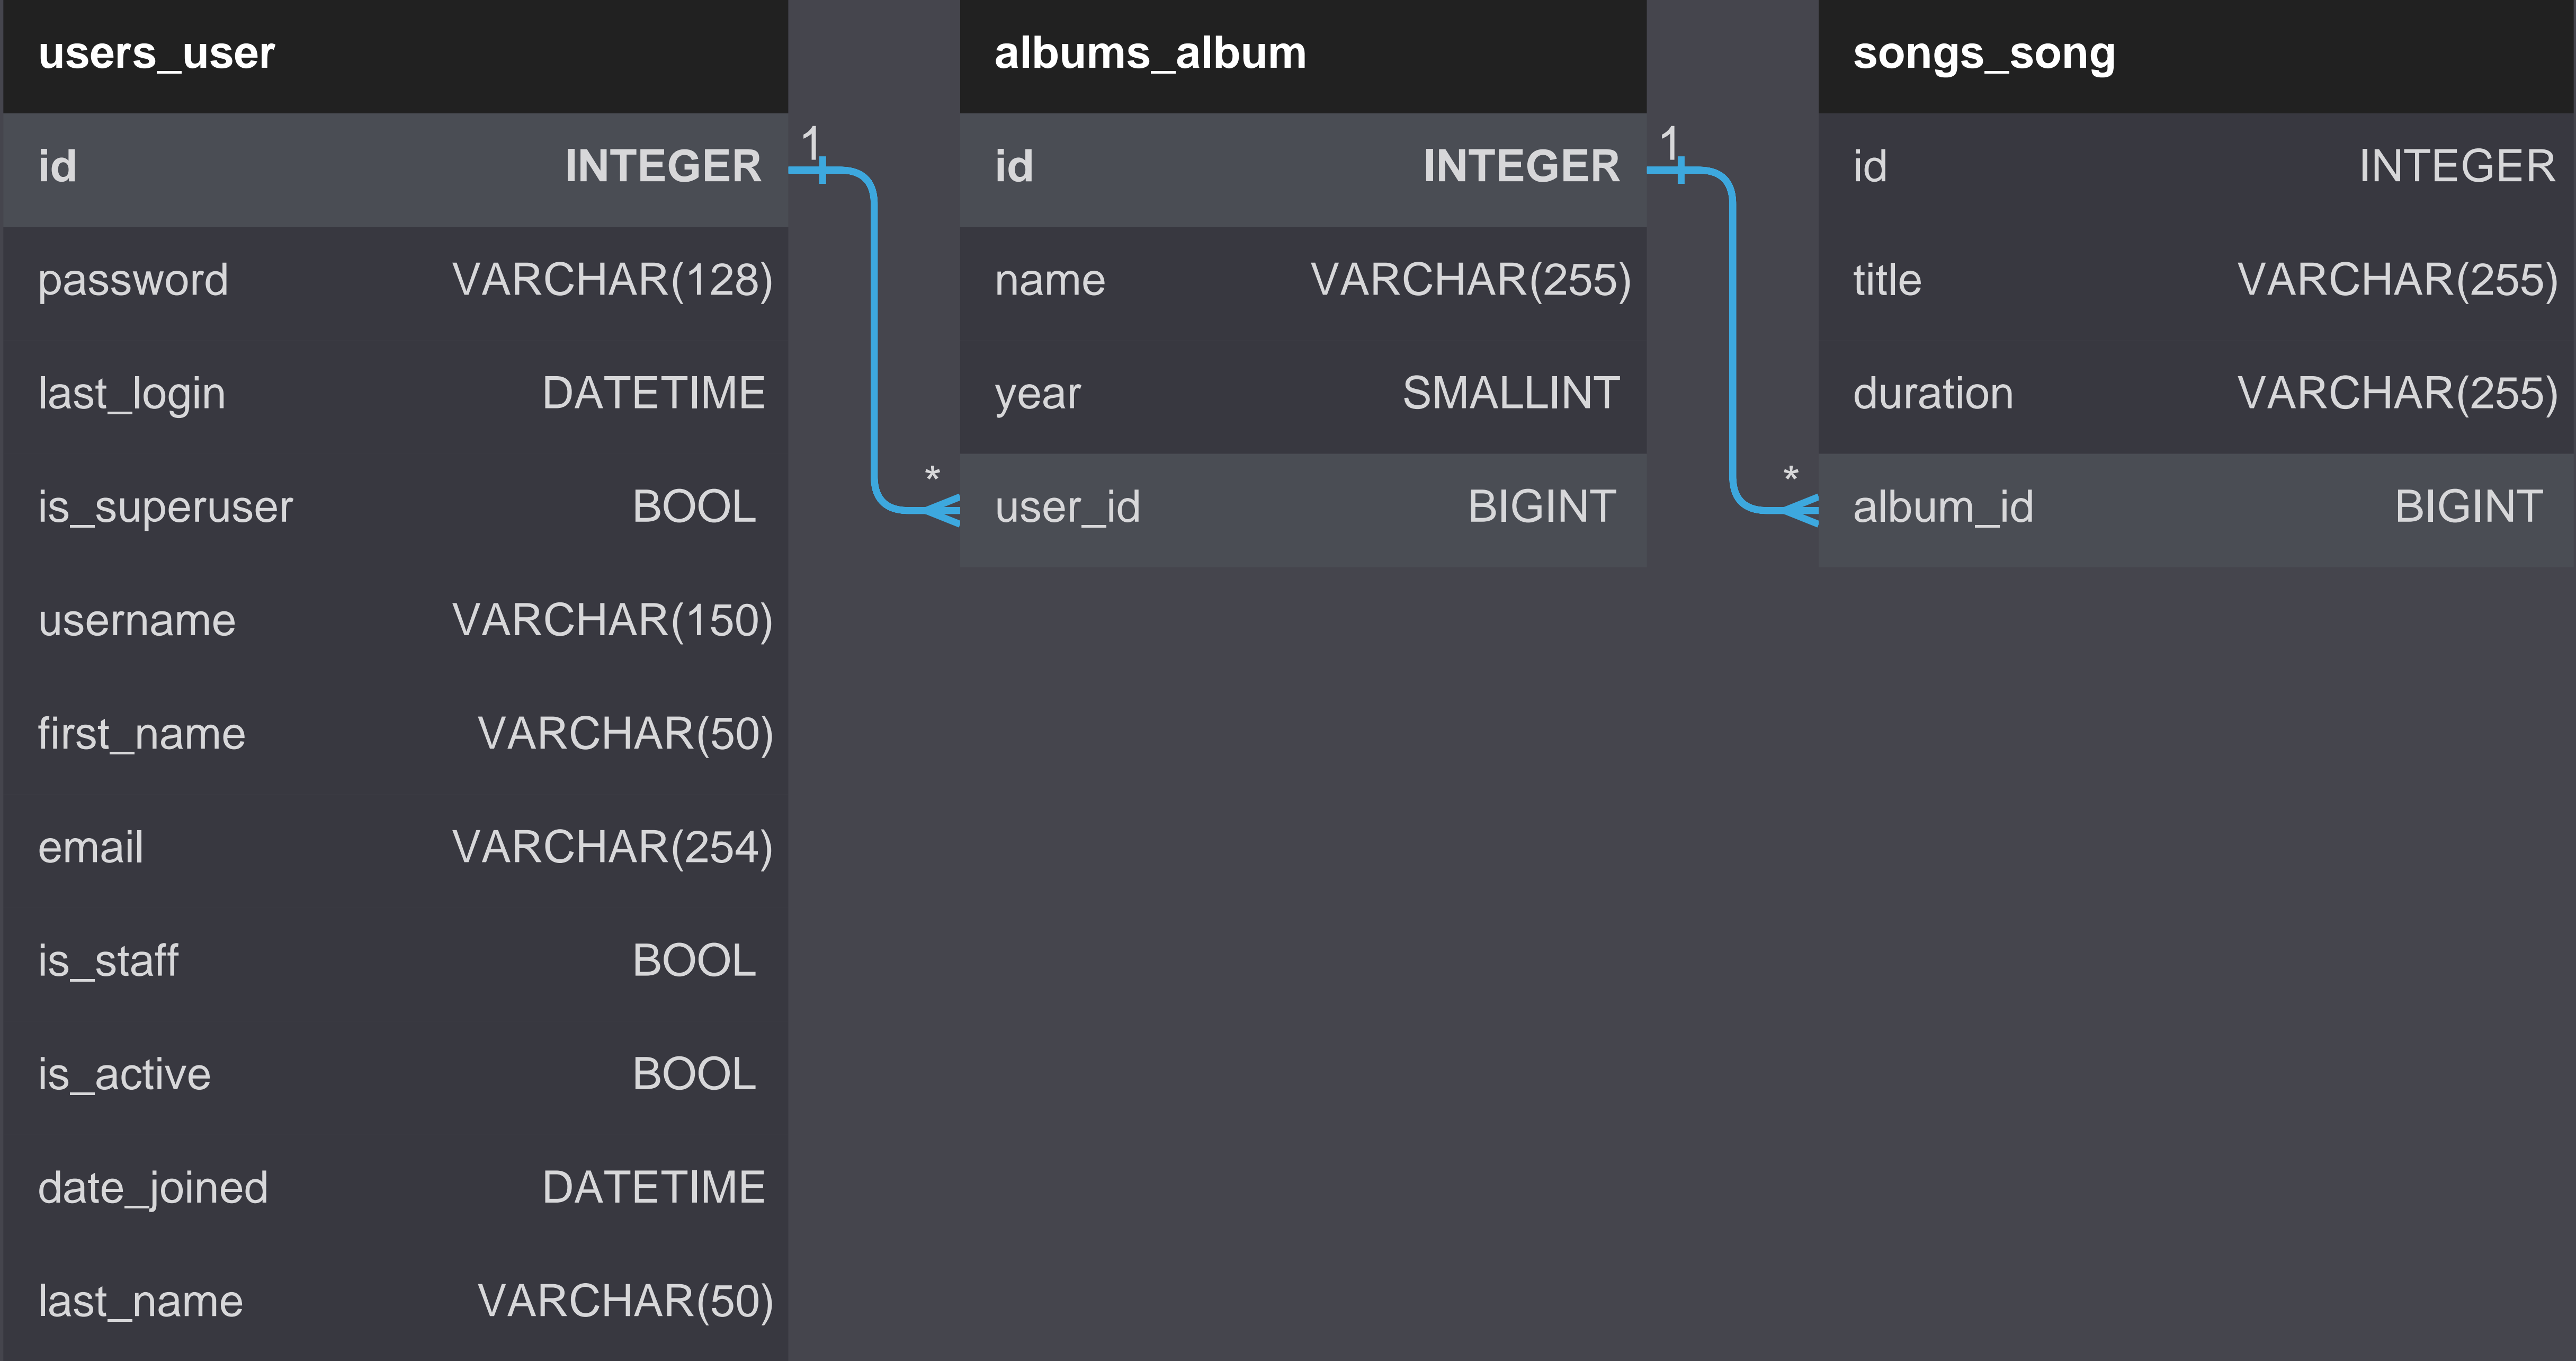 users_user
id INTEGER
password VARCHAR(128)
last_login DATETIME
is_superuser BOOL
username VARCHAR(150)
first_name VARCHAR(50)
email VARCHAR(254)
is_staff BOOL
is_active BOOL
date_joined DATETIME
last_name VARCHAR(50)
1
*
albums_album
id INTEGER
name VARCHAR(255)
year SMALLINT
user_id BIGINT
1
*
songs_song
id INTEGER
title VARCHAR(255)
duration VARCHAR(255)
album_id BIGINT